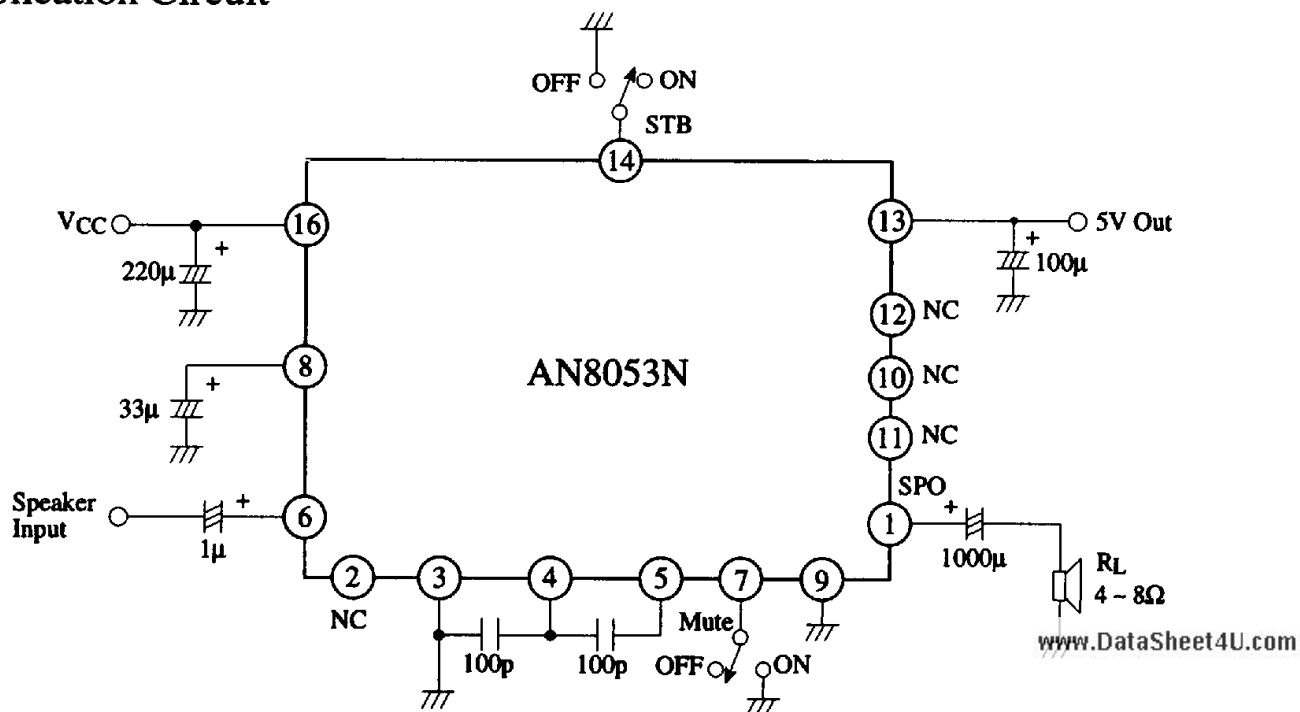 OFF
ON
STB
14
VCC
16
+
220μ
13
5V Out
+
100μ
12
NC
8
+
33μ
AN8053N
10
NC
11
NC
SPO
Speaker
Input
+
1μ
6
1
+
1000μ
RL
4 ~ 8Ω
2
NC
3
4
5
7
9
100p
100p
Mute
OFF
ON
www.DataSheet4U.com